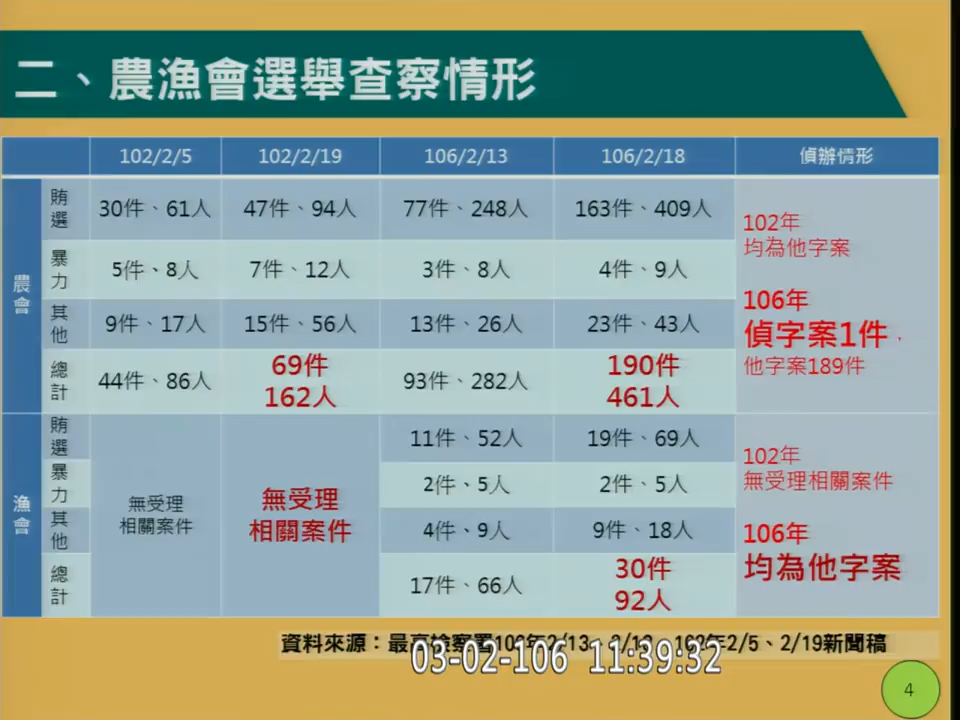 二、農漁會選舉查察情形
102/2/5 102/2/19 106/2/13 106/2/18 偵辦情形
農會
賄選 30件、61人 47件、94人 77件、248人 163件、409人
暴力 5件、8人 7件、12人 3件、8人 4件、9人
其他 9件、17人 15件、56人 13件、26人 23件、43人
總計 44件、86人 69件 162人 93件、282人 190件 461人
102年
均為他字案
106年
偵字案1件，
他字案189件
漁會
賄選 11件、52人 19件、69人
暴力 2件、5人 2件、5人
其他 4件、9人 9件、18人
總計 17件、66人 30件 92人
無受理
相關案件
無受理
相關案件
102年
無受理相關案件
106年
均為他字案
資料來源：最高檢察署106年2/13、2/18、102年2/5、2/19新聞稿
03-02-106 11:39:32
4